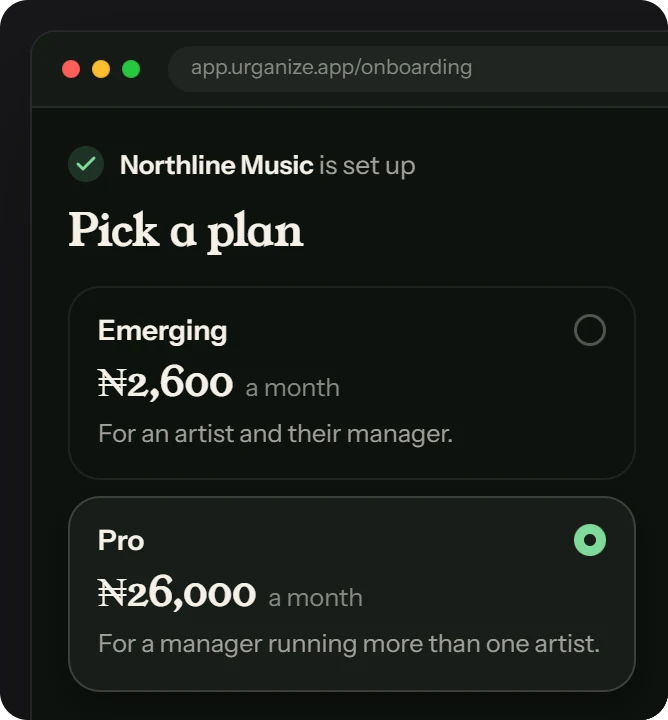 app.urganize.app/onboarding
Northline Music is set up
Pick a plan
Emerging
₦2,600 a month
For an artist and their manager.
Pro
₦26,000 a month
For a manager running more than one artist.